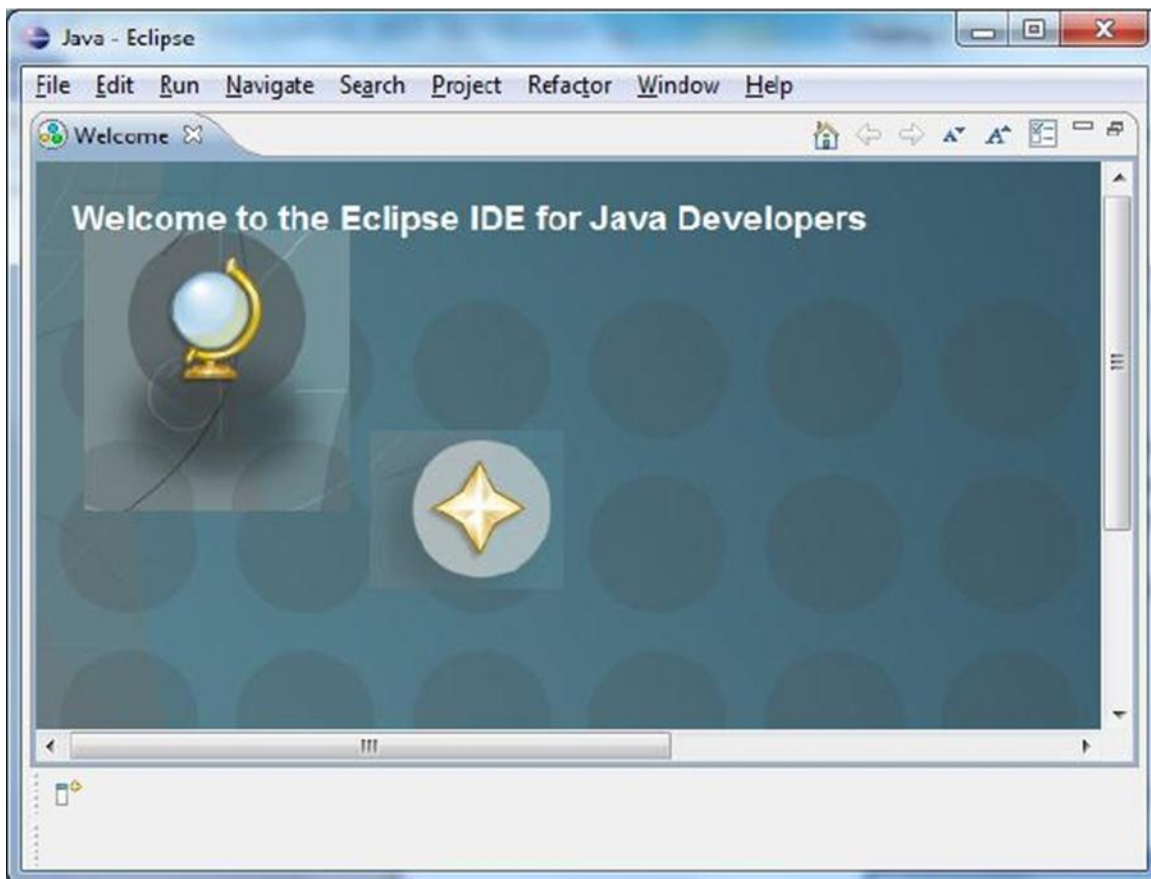 Java - Eclipse
File Edit Run Navigate Search Project Refactor Window Help
Welcome
Welcome to the Eclipse IDE for Java Developers